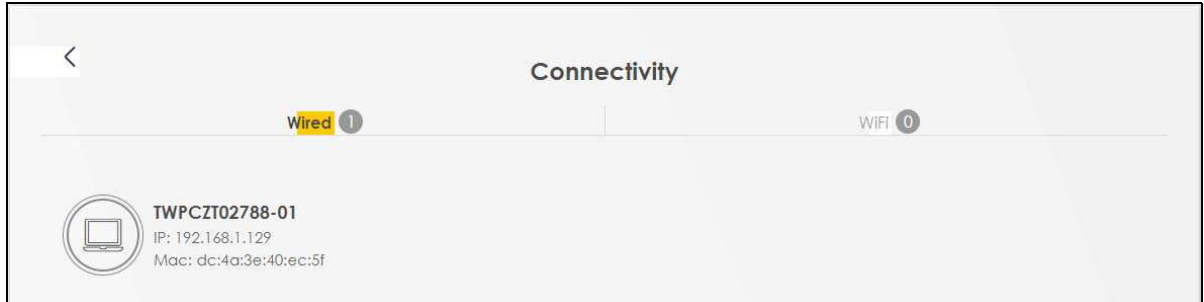 Connectivity
Wired 1
WiFi 0
TWPCZT02788-01
IP: 192.168.1.129
Mac: dc:4a:3e:40:ec:5f